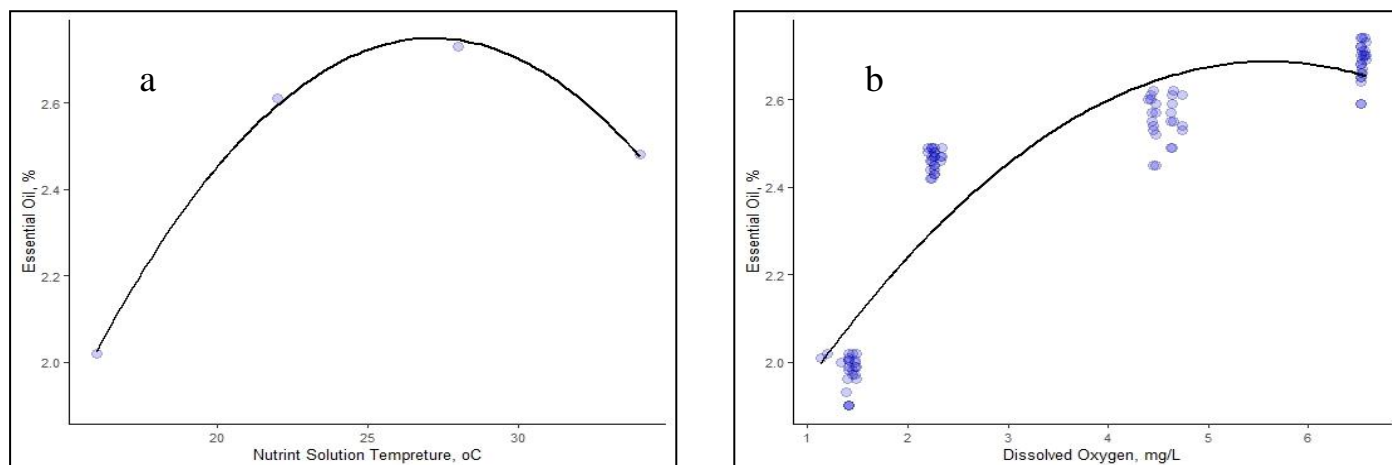 a
Essential Oil, %
2.6
2.4
2.2
2.0
20
25
30
Nutrint Solution Tempreture, oC
b
Essential Oil, %
2.6
2.4
2.2
2.0
1
2
3
4
5
6
Dissolved Oxygen, mg/L